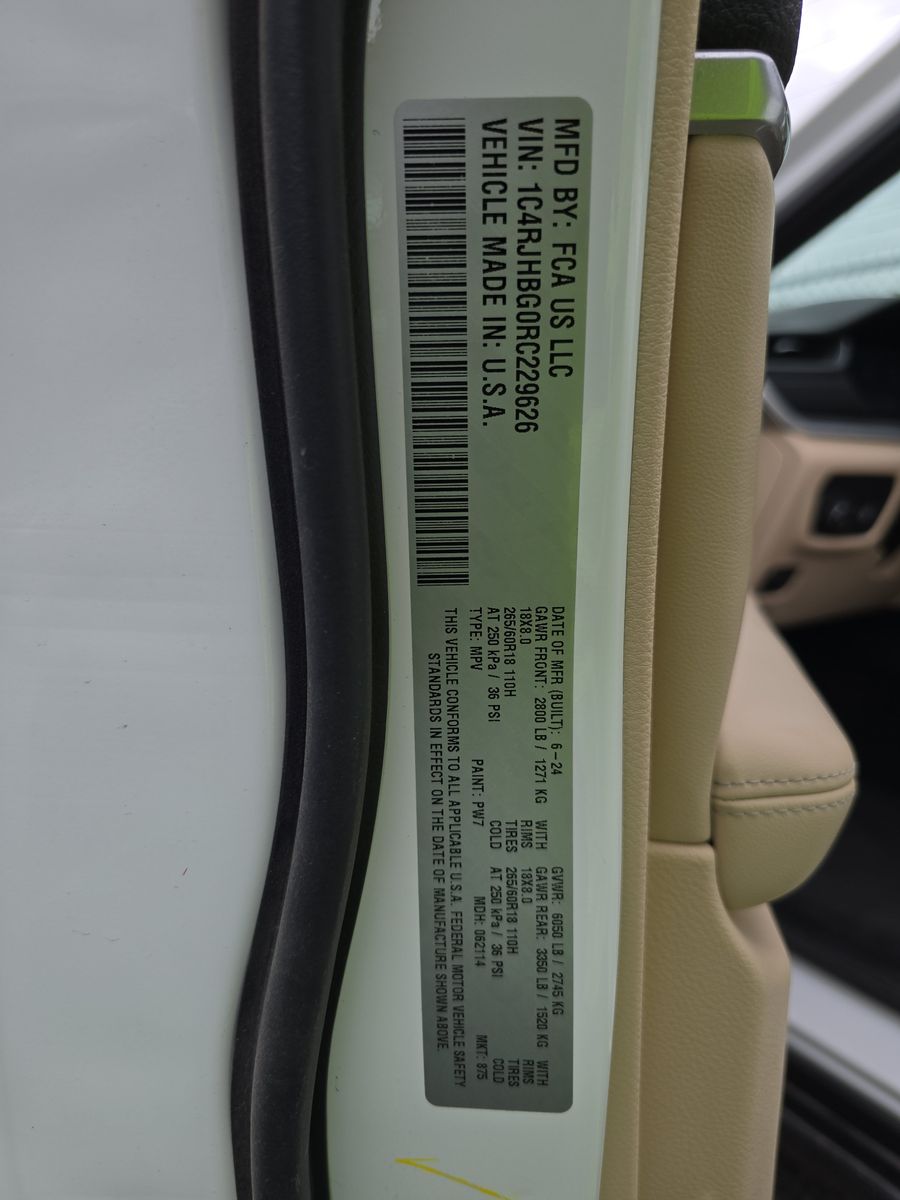 MFD BY: FCA US LLC
VIN: 1C4RJHBG0RC229626
VEHICLE MADE IN: U.S.A.
DATE OF MFR (BUILT): 6-24 GVWR: 6050 LB / 2745 KG
GAWR FRONT: 2800 LB / 1271 KG WITH GAWR REAR: 3350 LB / 1520 KG WITH
18X8.0 RIMS 18X8.0 RIMS
265/60R18 110H TIRES 265/60R18 110H TIRES
AT 250 kPa / 36 PSI COLD AT 250 kPa / 36 PSI COLD
TYPE: MPV PAINT: PW7 MDH: 062114 MKT: 875
THIS VEHICLE CONFORMS TO ALL APPLICABLE U.S.A. FEDERAL MOTOR VEHICLE SAFETY
STANDARDS IN EFFECT ON THE DATE OF MANUFACTURE SHOWN ABOVE.